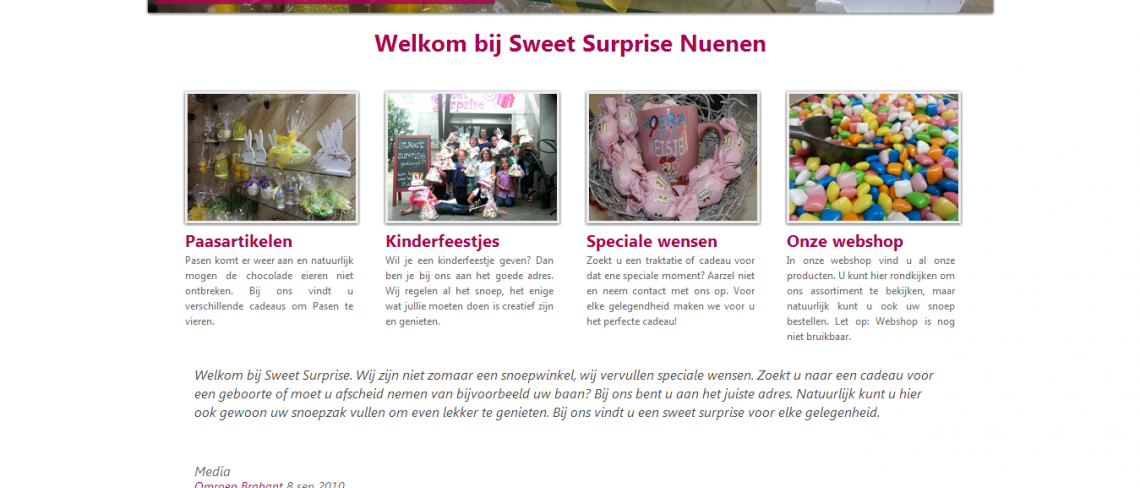 Welkom bij Sweet Surprise Nuenen
Sweet
Surprise
SWEET
SURPRISE
HOERA
MEISJE!
Paasartikelen
Pasen komt er weer aan en natuurlijk
mogen de chocolade eieren niet
ontbreken. Bij ons vindt u
verschillende cadeaus om Pasen te
vieren.
Kinderfeestjes
Wil je een kinderfeestje geven? Dan
ben je bij ons aan het goede adres.
Wij regelen al het snoep, het enige
wat jullie moeten doen is creatief zijn
en genieten.
Speciale wensen
Zoekt u een traktatie of cadeau voor
dat ene speciale moment? Aarzel niet
en neem contact met ons op. Voor
elke gelegendheid maken we voor u
het perfecte cadeau!
Onze webshop
In onze webshop vind u al onze
producten. U kunt hier rondkijken om
ons assortiment te bekijken, maar
natuurlijk kunt u ook uw snoep
bestellen. Let op: Webshop is nog
niet bruikbaar.
Welkom bij Sweet Surprise. Wij zijn niet zomaar een snoepwinkel, wij vervullen speciale wensen. Zoekt u naar een cadeau voor
een geboorte of moet u afscheid nemen van bijvoorbeeld uw baan? Bij ons bent u aan het juiste adres. Natuurlijk kunt u hier
ook gewoon uw snoepzak vullen om even lekker te genieten. Bij ons vindt u een sweet surprise voor elke gelegenheid.
Media
Omroep Brabant 8 sep 2010